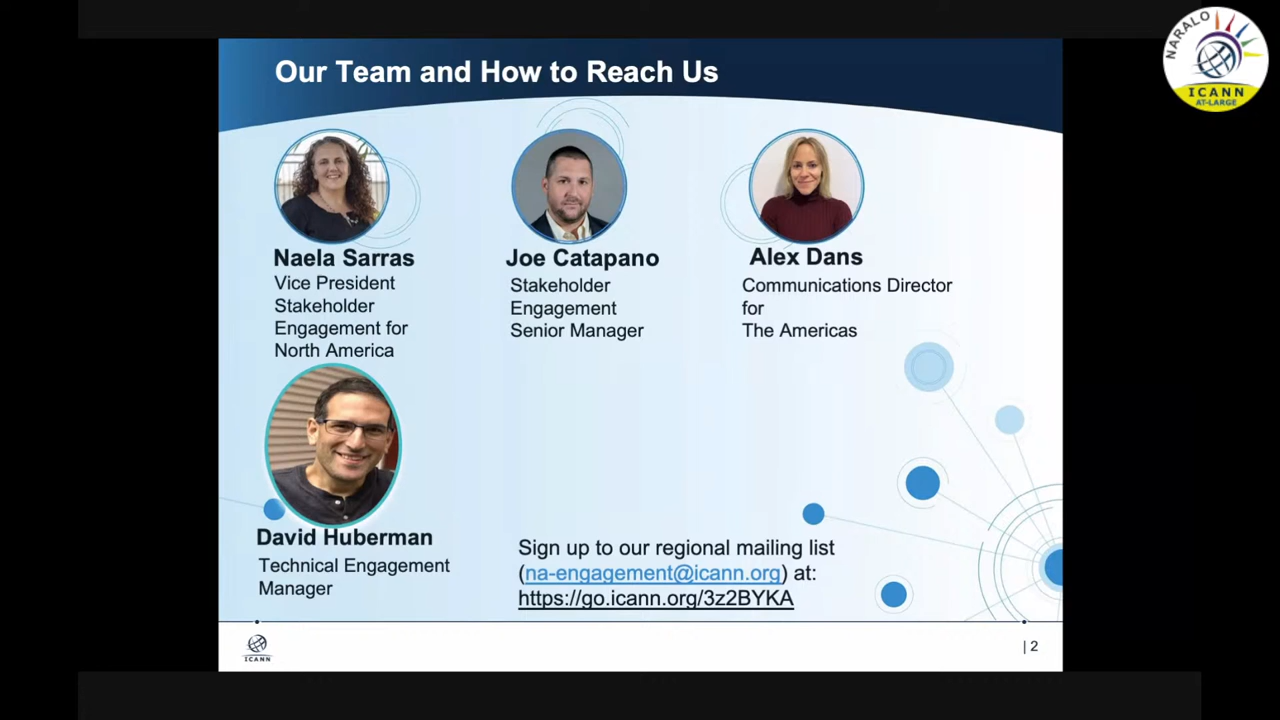 Our Team and How to Reach Us
NARALO
ICANN
AT-LARGE
Naela Sarras
Vice President
Stakeholder
Engagement for
North America
Joe Catapano
Stakeholder
Engagement
Senior Manager
Alex Dans
Communications Director
for
The Americas
David Huberman
Technical Engagement
Manager
Sign up to our regional mailing list
(na-engagement@icann.org) at:
https://go.icann.org/3z2BYKA
ICANN
| 2